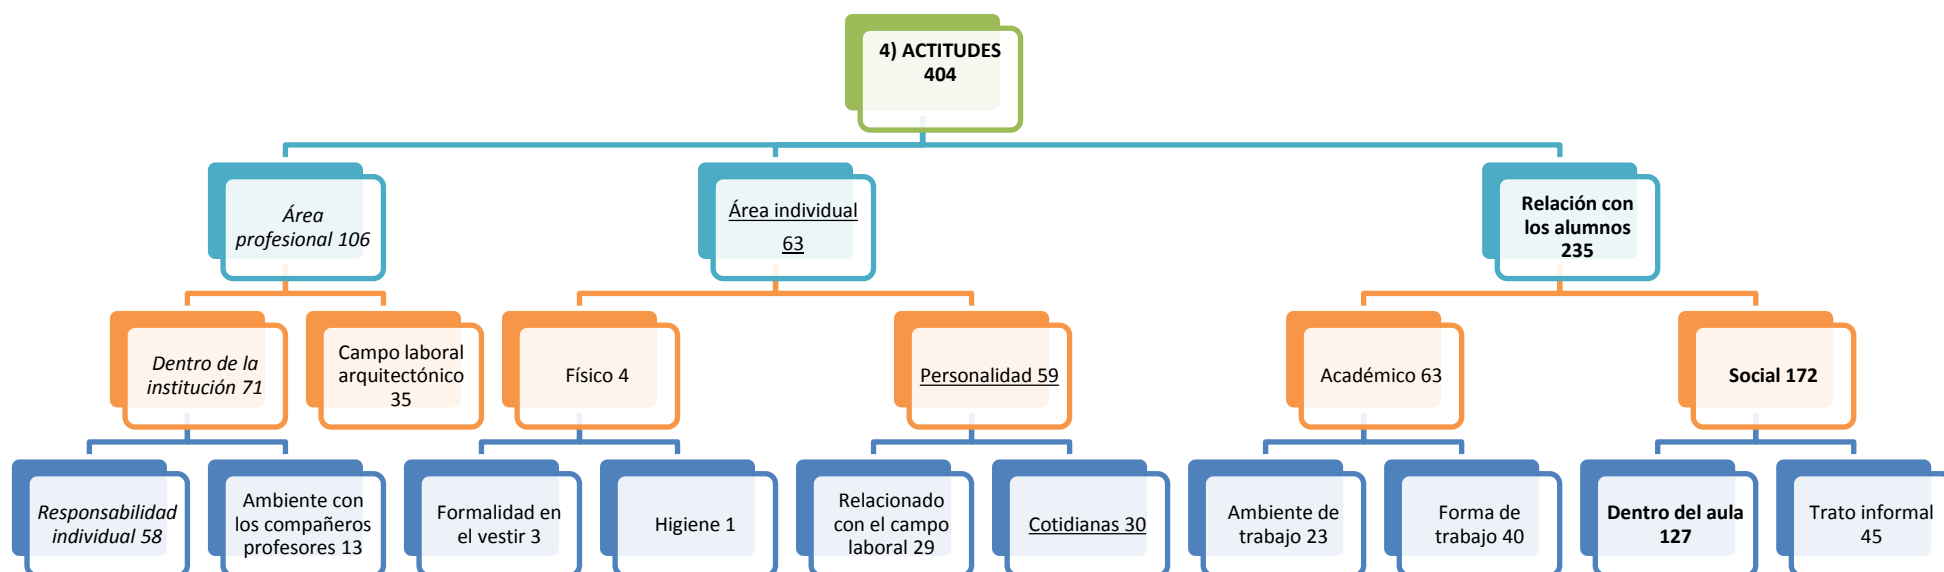 4) ACTITUDES
404
Área
profesional 106
Área individual
63
Relación con
los alumnos
235
Dentro de la
institución 71
Campo laboral
arquitectónico
35
Físico 4
Personalidad 59
Académico 63
Social 172
Responsabilidad
individual 58
Ambiente con
los compañeros
profesores 13
Formalidad en
el vestir 3
Higiene 1
Relacionado
con el campo
laboral 29
Cotidianas 30
Ambiente de
trabajo 23
Forma de
trabajo 40
Dentro del aula
127
Trato informal
45